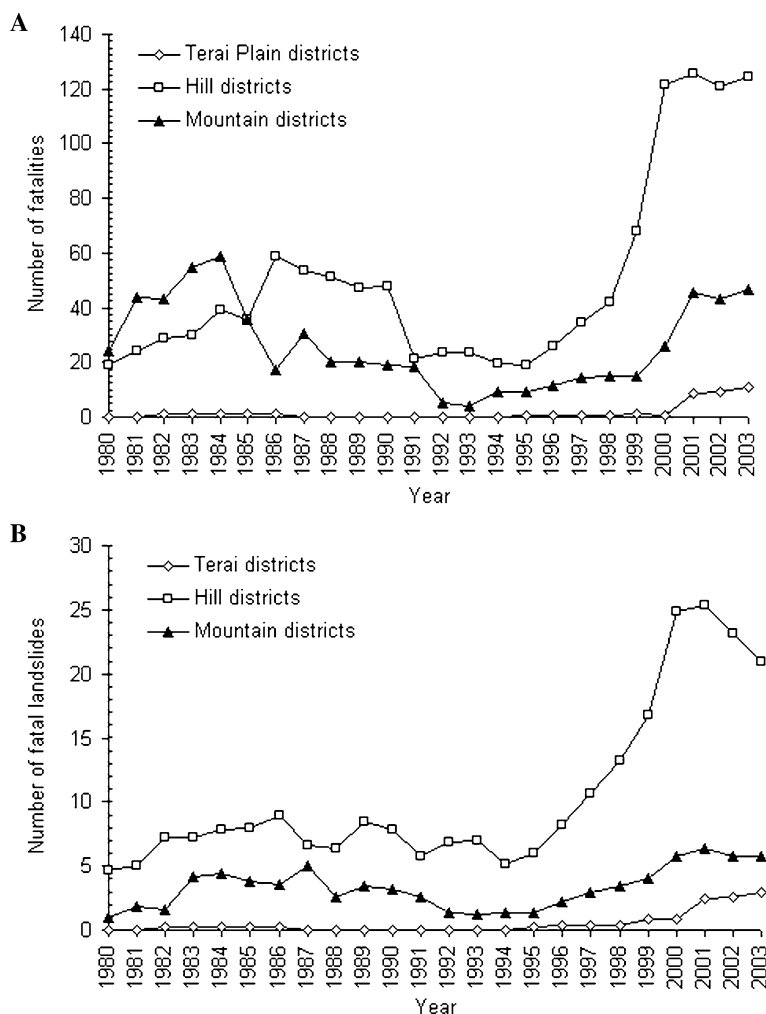 A
Number of fatalities
140
120
100
80
60
40
20
0
Terai Plain districts
Hill districts
Mountain districts
1980 1981 1982 1983 1984 1985 1986 1987 1988 1989 1990 1991 1992 1993 1994 1995 1996 1997 1998 1999 2000 2001 2002 2003
Year
B
Number of fatal landslides
30
25
20
15
10
5
0
Terai districts
Hill districts
Mountain districts
1980 1981 1982 1983 1984 1985 1986 1987 1988 1989 1990 1991 1992 1993 1994 1995 1996 1997 1998 1999 2000 2001 2002 2003
Year